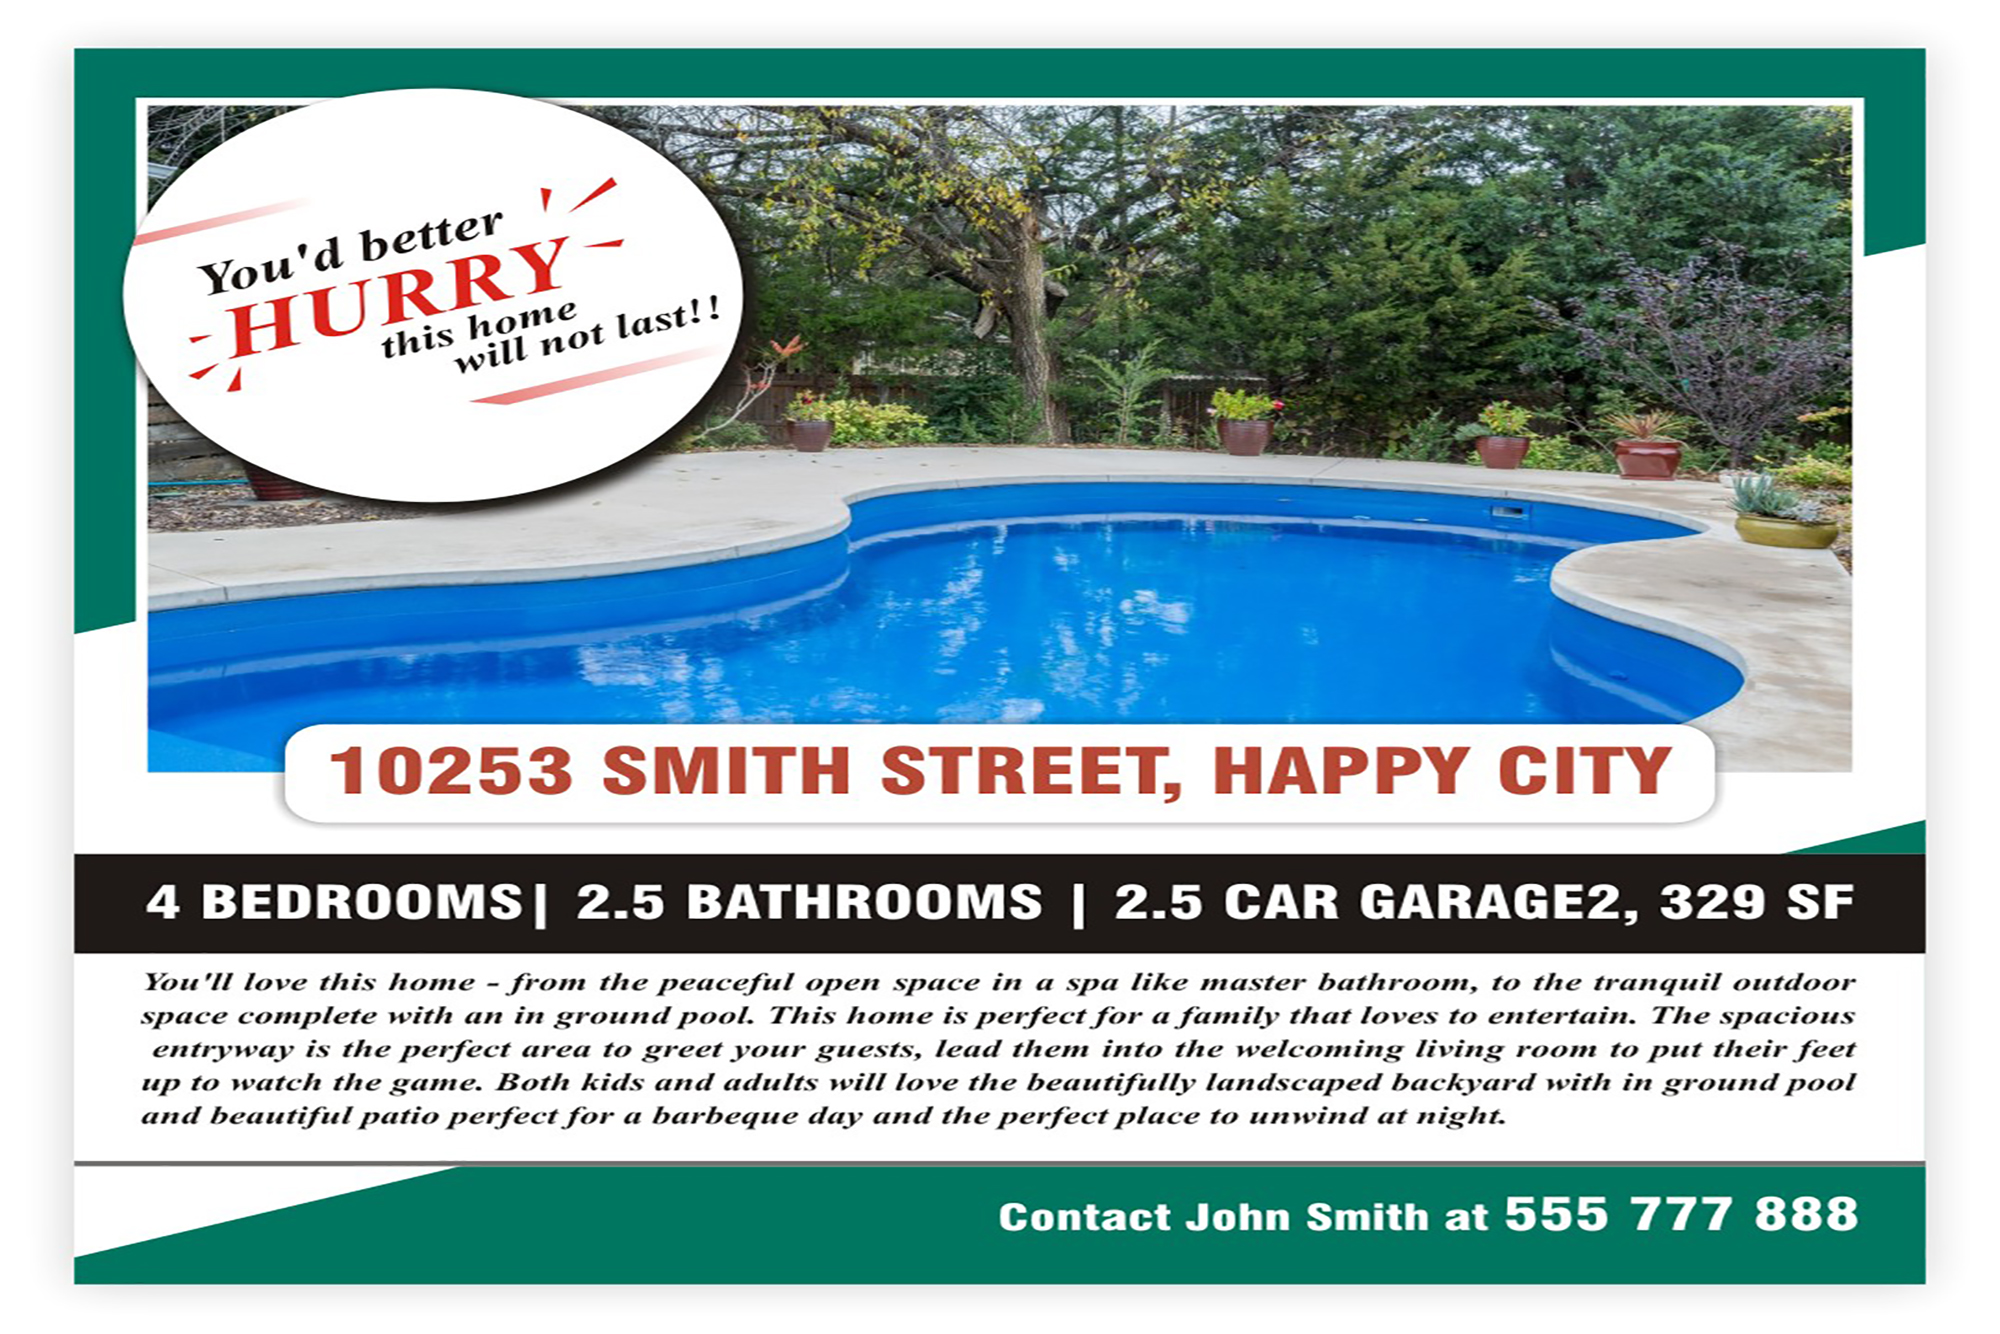 You'd better
HURRY
this home
will not last!!
10253 SMITH STREET, HAPPY CITY
4 BEDROOMS| 2.5 BATHROOMS | 2.5 CAR GARAGE2, 329 SF
You'll love this home - from the peaceful open space in a spa like master bathroom, to the tranquil outdoor
space complete with an in ground pool. This home is perfect for a family that loves to entertain. The spacious
entryway is the perfect area to greet your guests, lead them into the welcoming living room to put their feet
up to watch the game. Both kids and adults will love the beautifully landscaped backyard with in ground pool
and beautiful patio perfect for a barbeque day and the perfect place to unwind at night.
Contact John Smith at 555 777 888